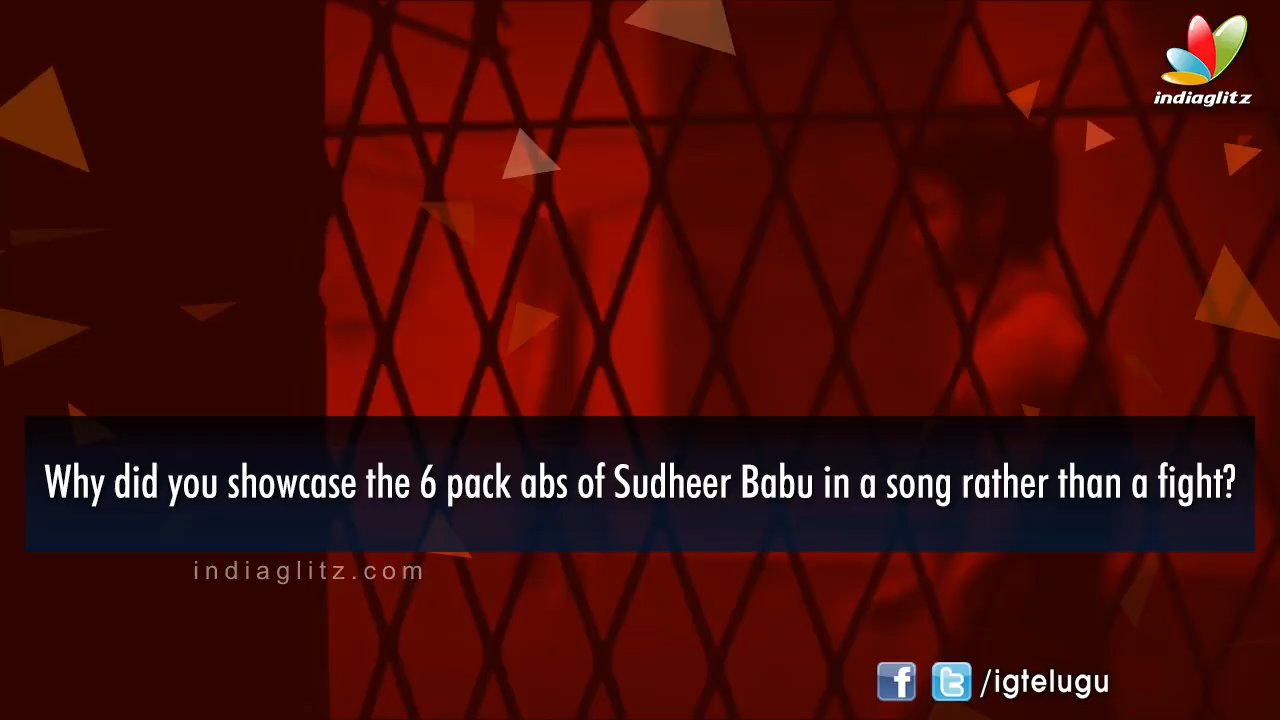 indiaglitz
Why did you showcase the 6 pack abs of Sudheer Babu in a song rather than a fight?
indiaglitz.com
f t /igtelugu